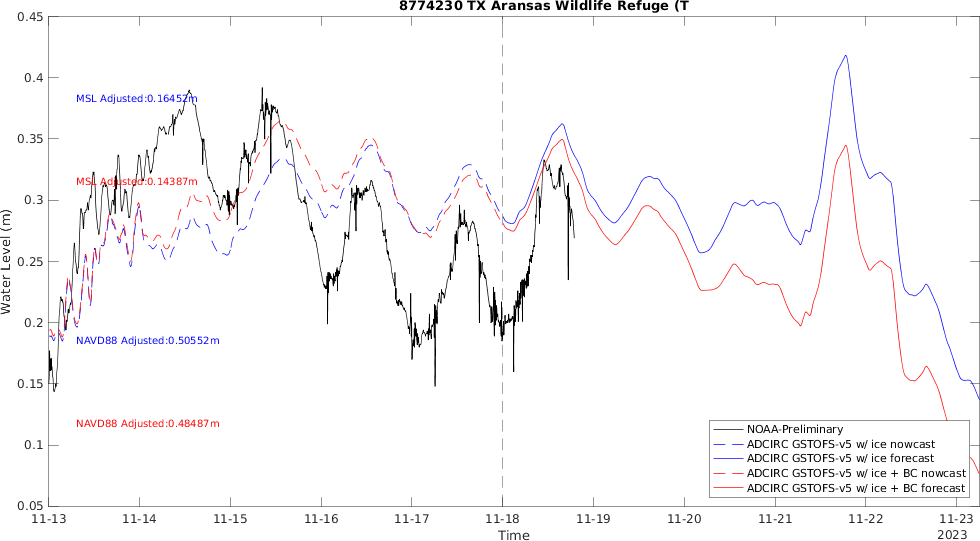 8774230 TX Aransas Wildlife Refuge (T
Water Level (m)
0.45
0.4
0.35
0.3
0.25
0.2
0.15
0.1
0.05
MSL Adjusted:0.16452m
MSL Adjusted:0.14387m
NAVD88 Adjusted:0.50552m
NAVD88 Adjusted:0.48487m
NOAA-Preliminary
ADCIRC GSTOFS-v5 w/ ice nowcast
ADCIRC GSTOFS-v5 w/ ice forecast
ADCIRC GSTOFS-v5 w/ ice + BC nowcast
ADCIRC GSTOFS-v5 w/ ice + BC forecast
11-13 11-14 11-15 11-16 11-17 11-18 11-19 11-20 11-21 11-22 11-23
Time
2023